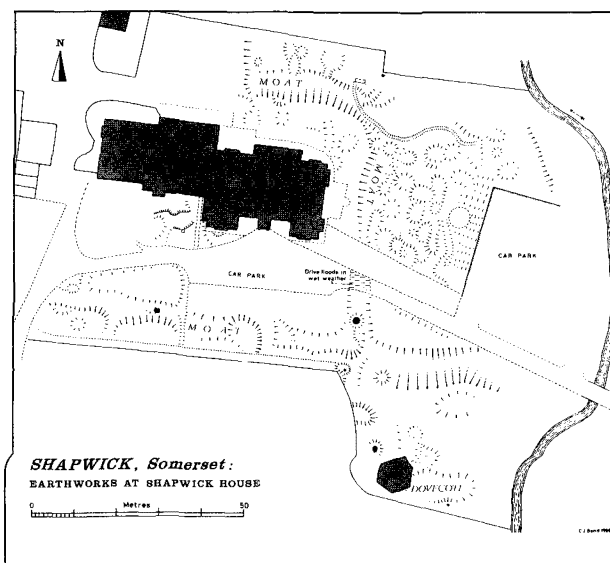 N
MOAT
MOAT
CAR PARK
CAR PARK
Drive floods in
wet weather
MOAT
SHAPWICK, Somerset:
EARTHWORKS AT SHAPWICK HOUSE
Metres
0 50
DOVECOTE